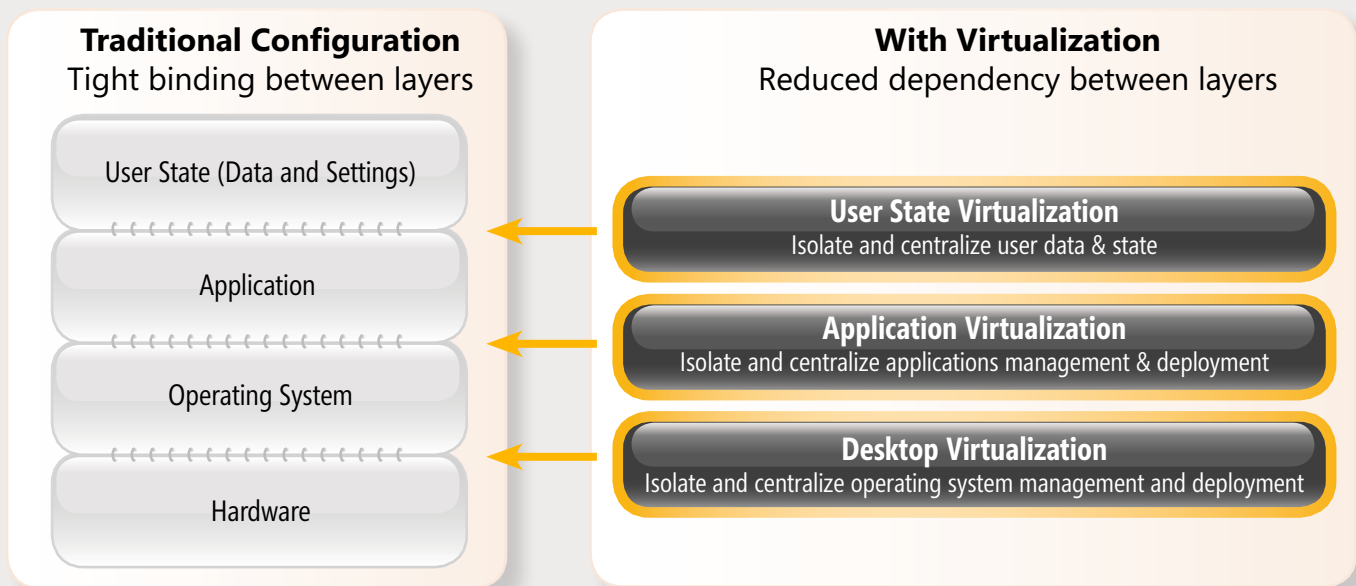 Traditional Configuration
Tight binding between layers
User State (Data and Settings)
Application
Operating System
Hardware
With Virtualization
Reduced dependency between layers
User State Virtualization
Isolate and centralize user data & state
Application Virtualization
Isolate and centralize applications management & deployment
Desktop Virtualization
Isolate and centralize operating system management and deployment